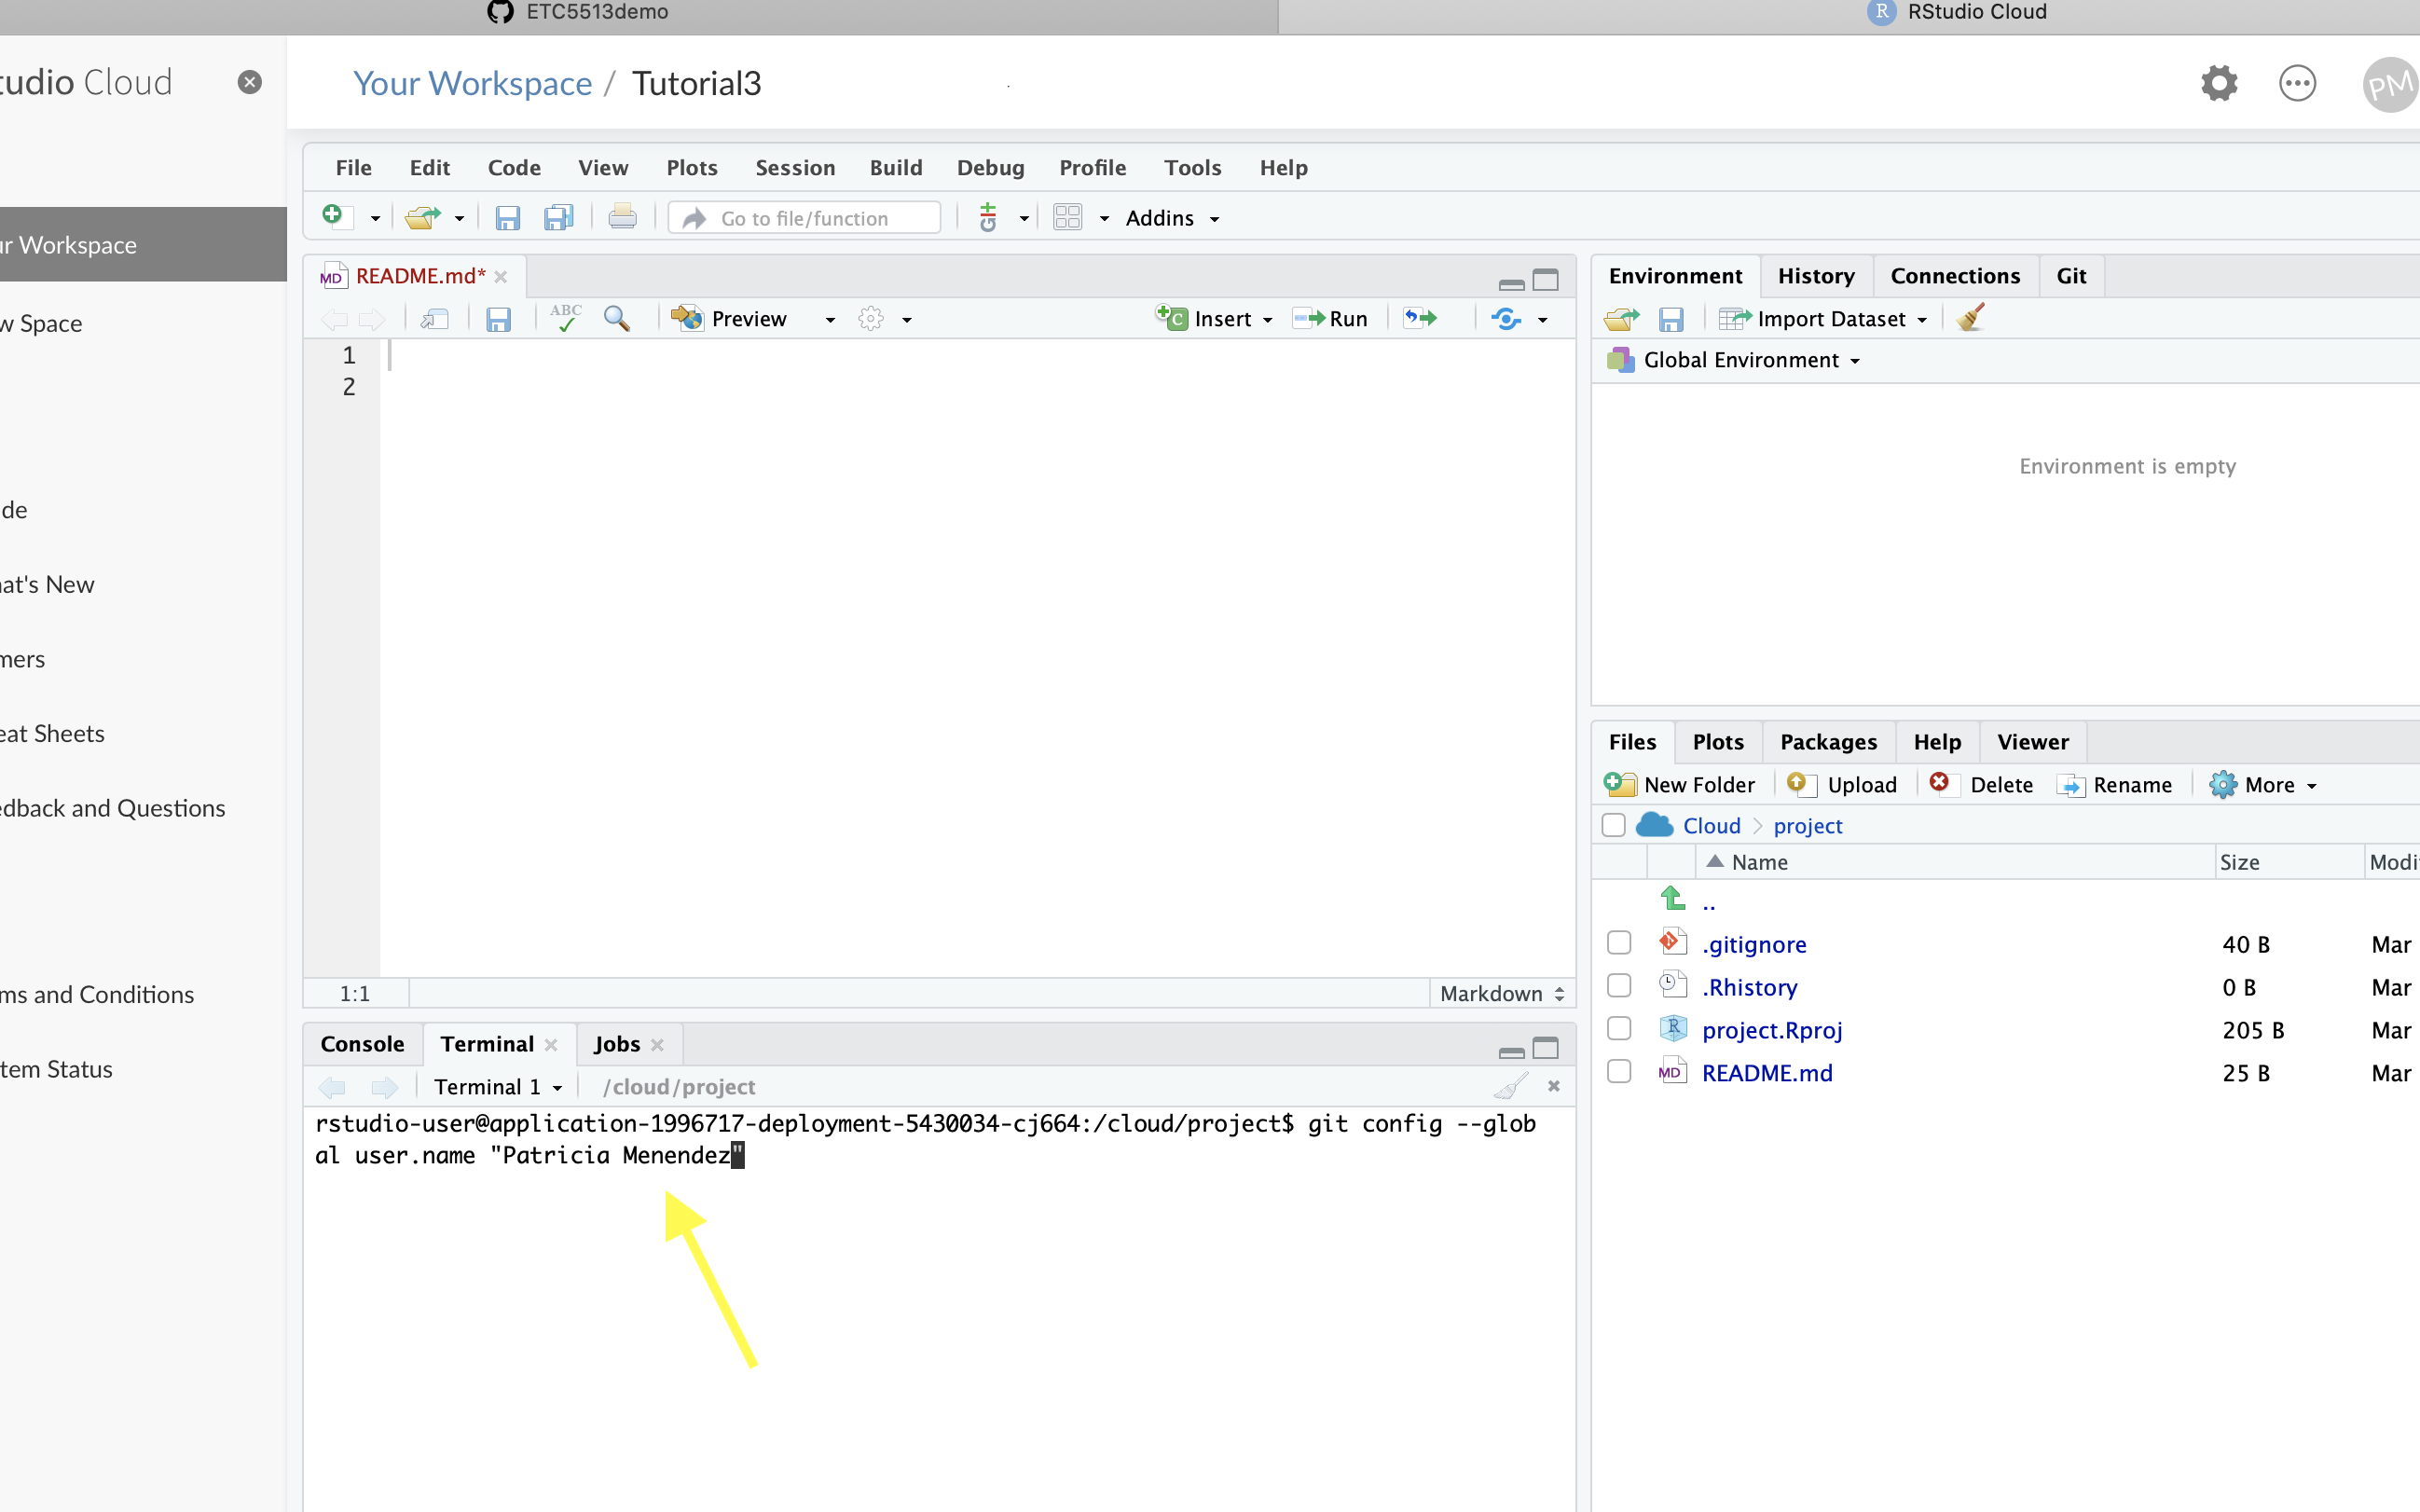 ETC5513demo
RStudio Cloud
tudio Cloud
Your Workspace / Tutorial3
PM
File Edit Code View Plots Session Build Debug Profile Tools Help
Go to file/function
Addins
ur Workspace
w Space
de
nat's New
mers
eat Sheets
edback and Questions
ms and Conditions
tem Status
README.md*
ABC
Preview
Insert
Run
1
2
1:1
Markdown
Console Terminal Jobs
Terminal 1 /cloud/project
rstudio-user@application-1996717-deployment-5430034-cj664:/cloud/project$ git config --glob
al user.name "Patricia Menendez"
Environment History Connections Git
Import Dataset
Global Environment
Environment is empty
Files Plots Packages Help Viewer
New Folder Upload Delete Rename More
Cloud project
Name Size Modi
..
.gitignore 40 B Mar
.Rhistory 0 B Mar
project.Rproj 205 B Mar
README.md 25 B Mar